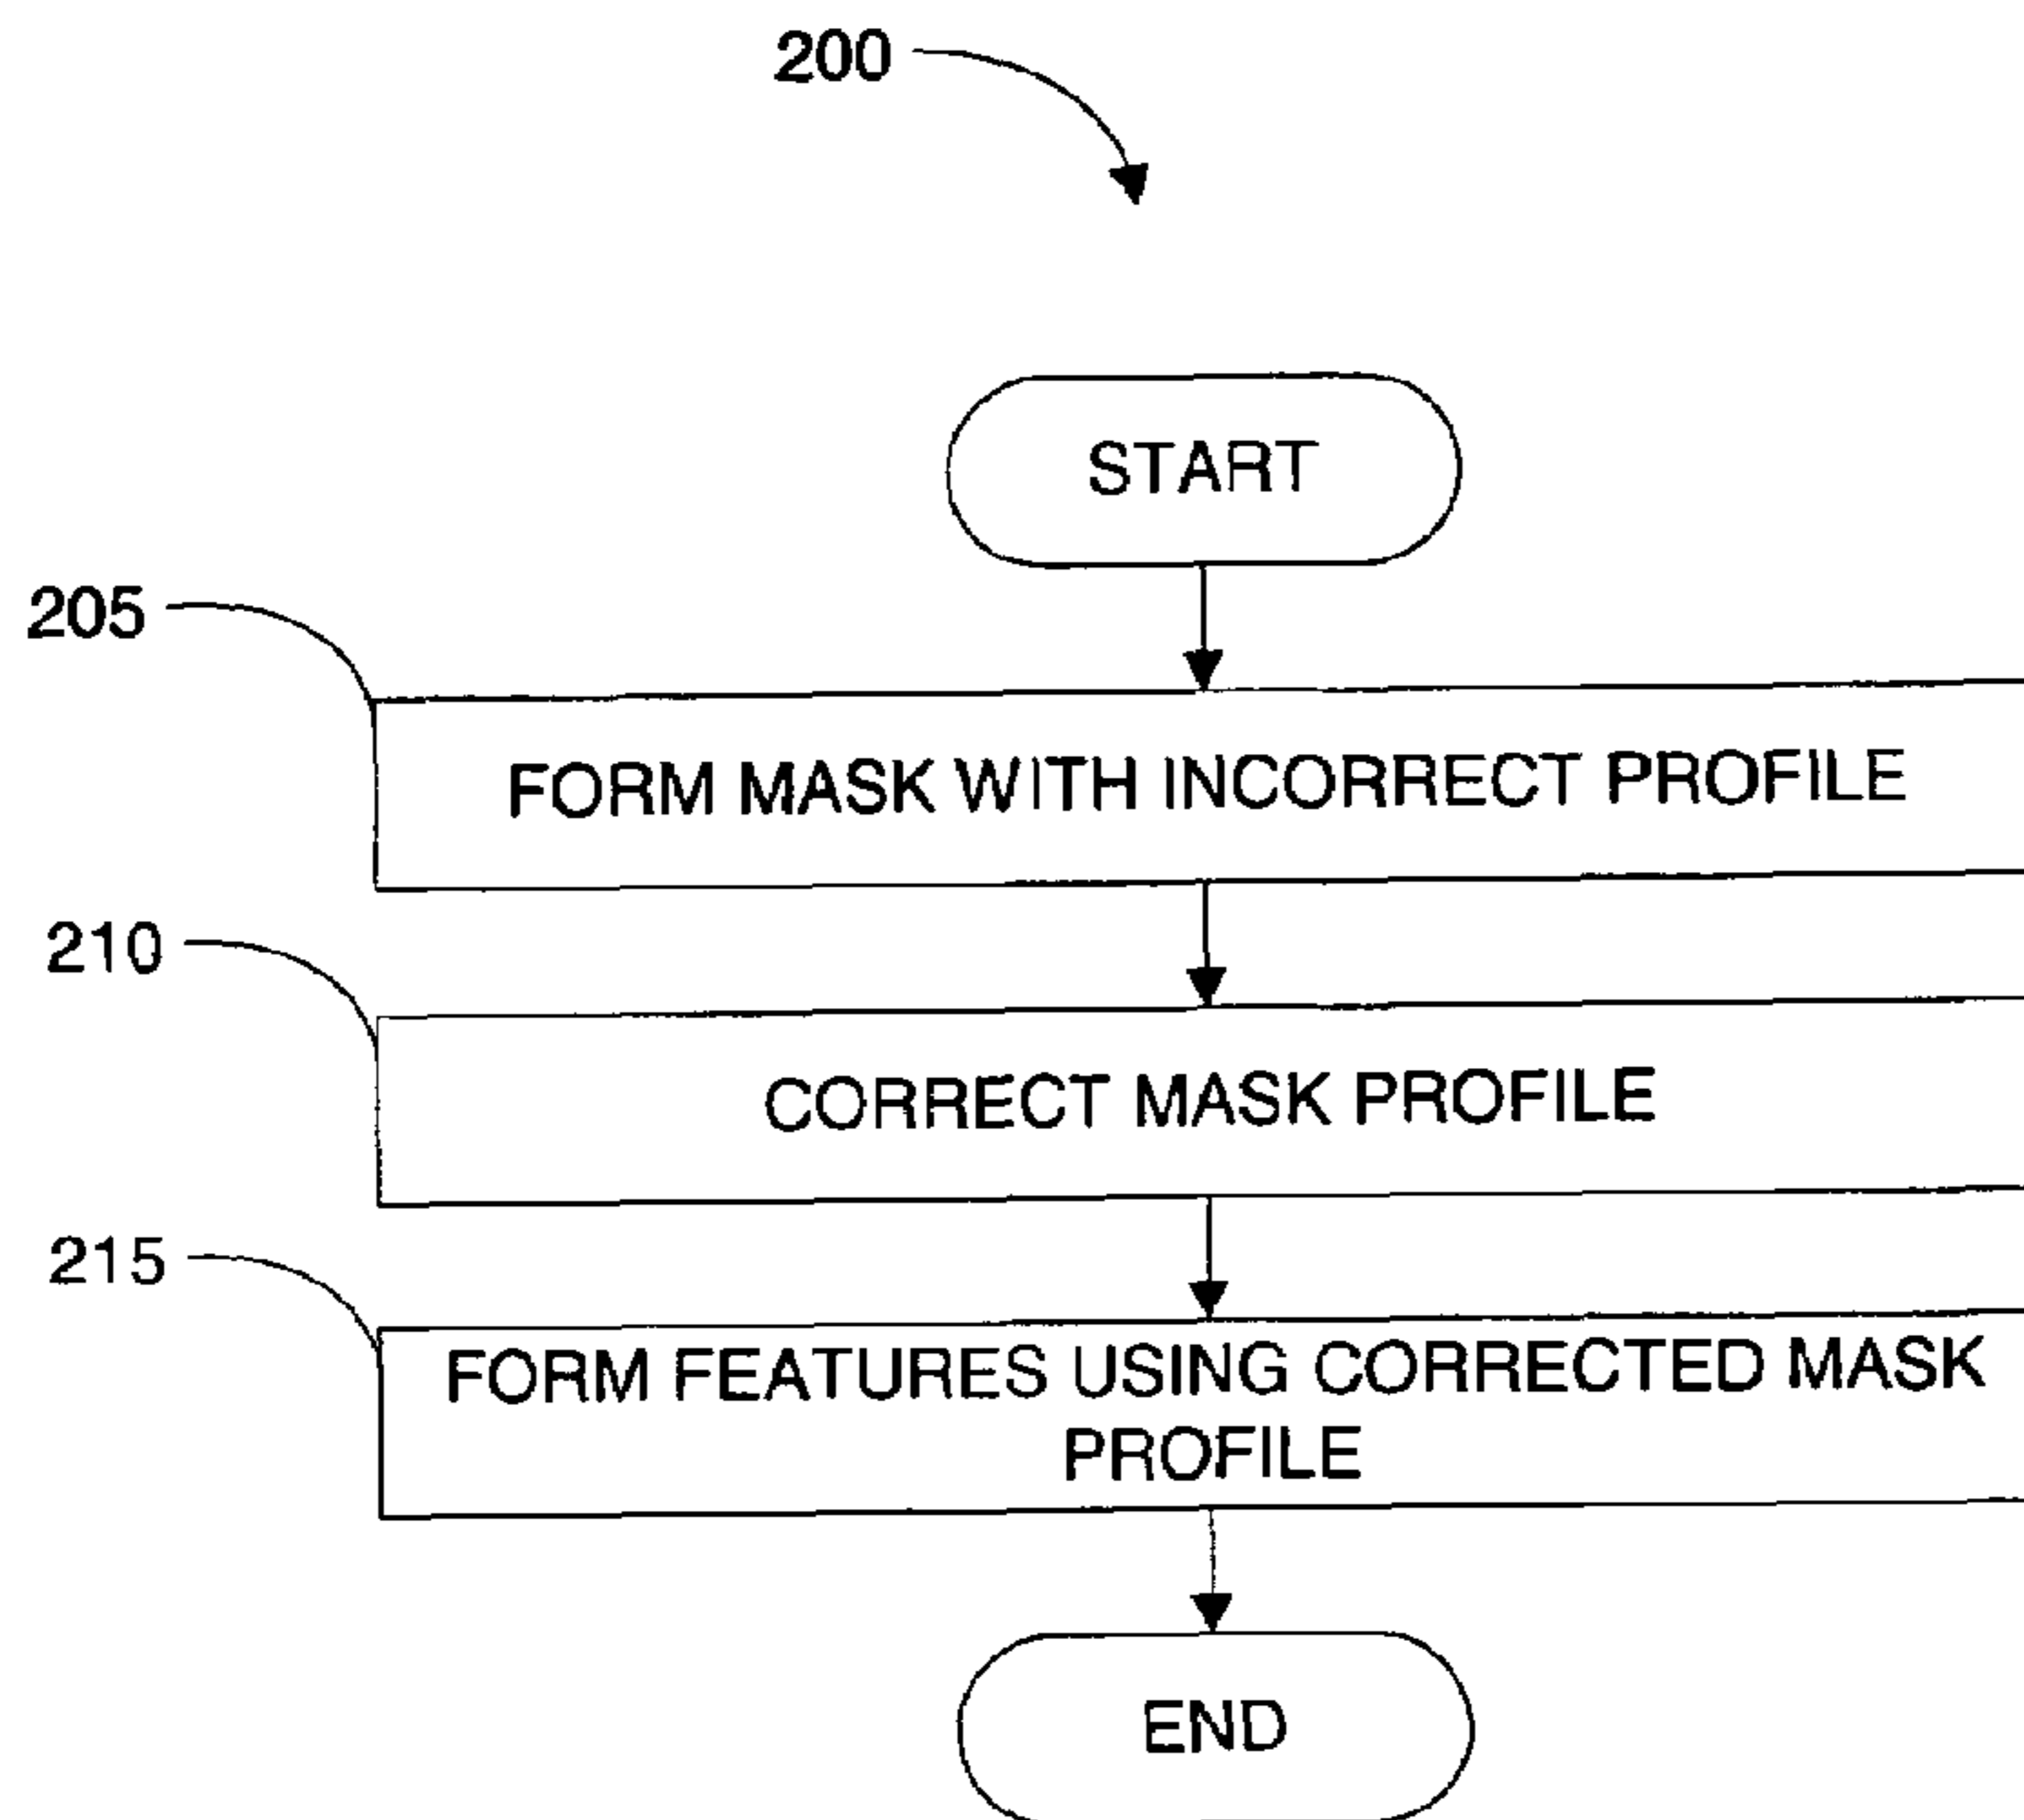 200
START
205
FORM MASK WITH INCORRECT PROFILE
210
CORRECT MASK PROFILE
215
FORM FEATURES USING CORRECTED MASK
PROFILE
END